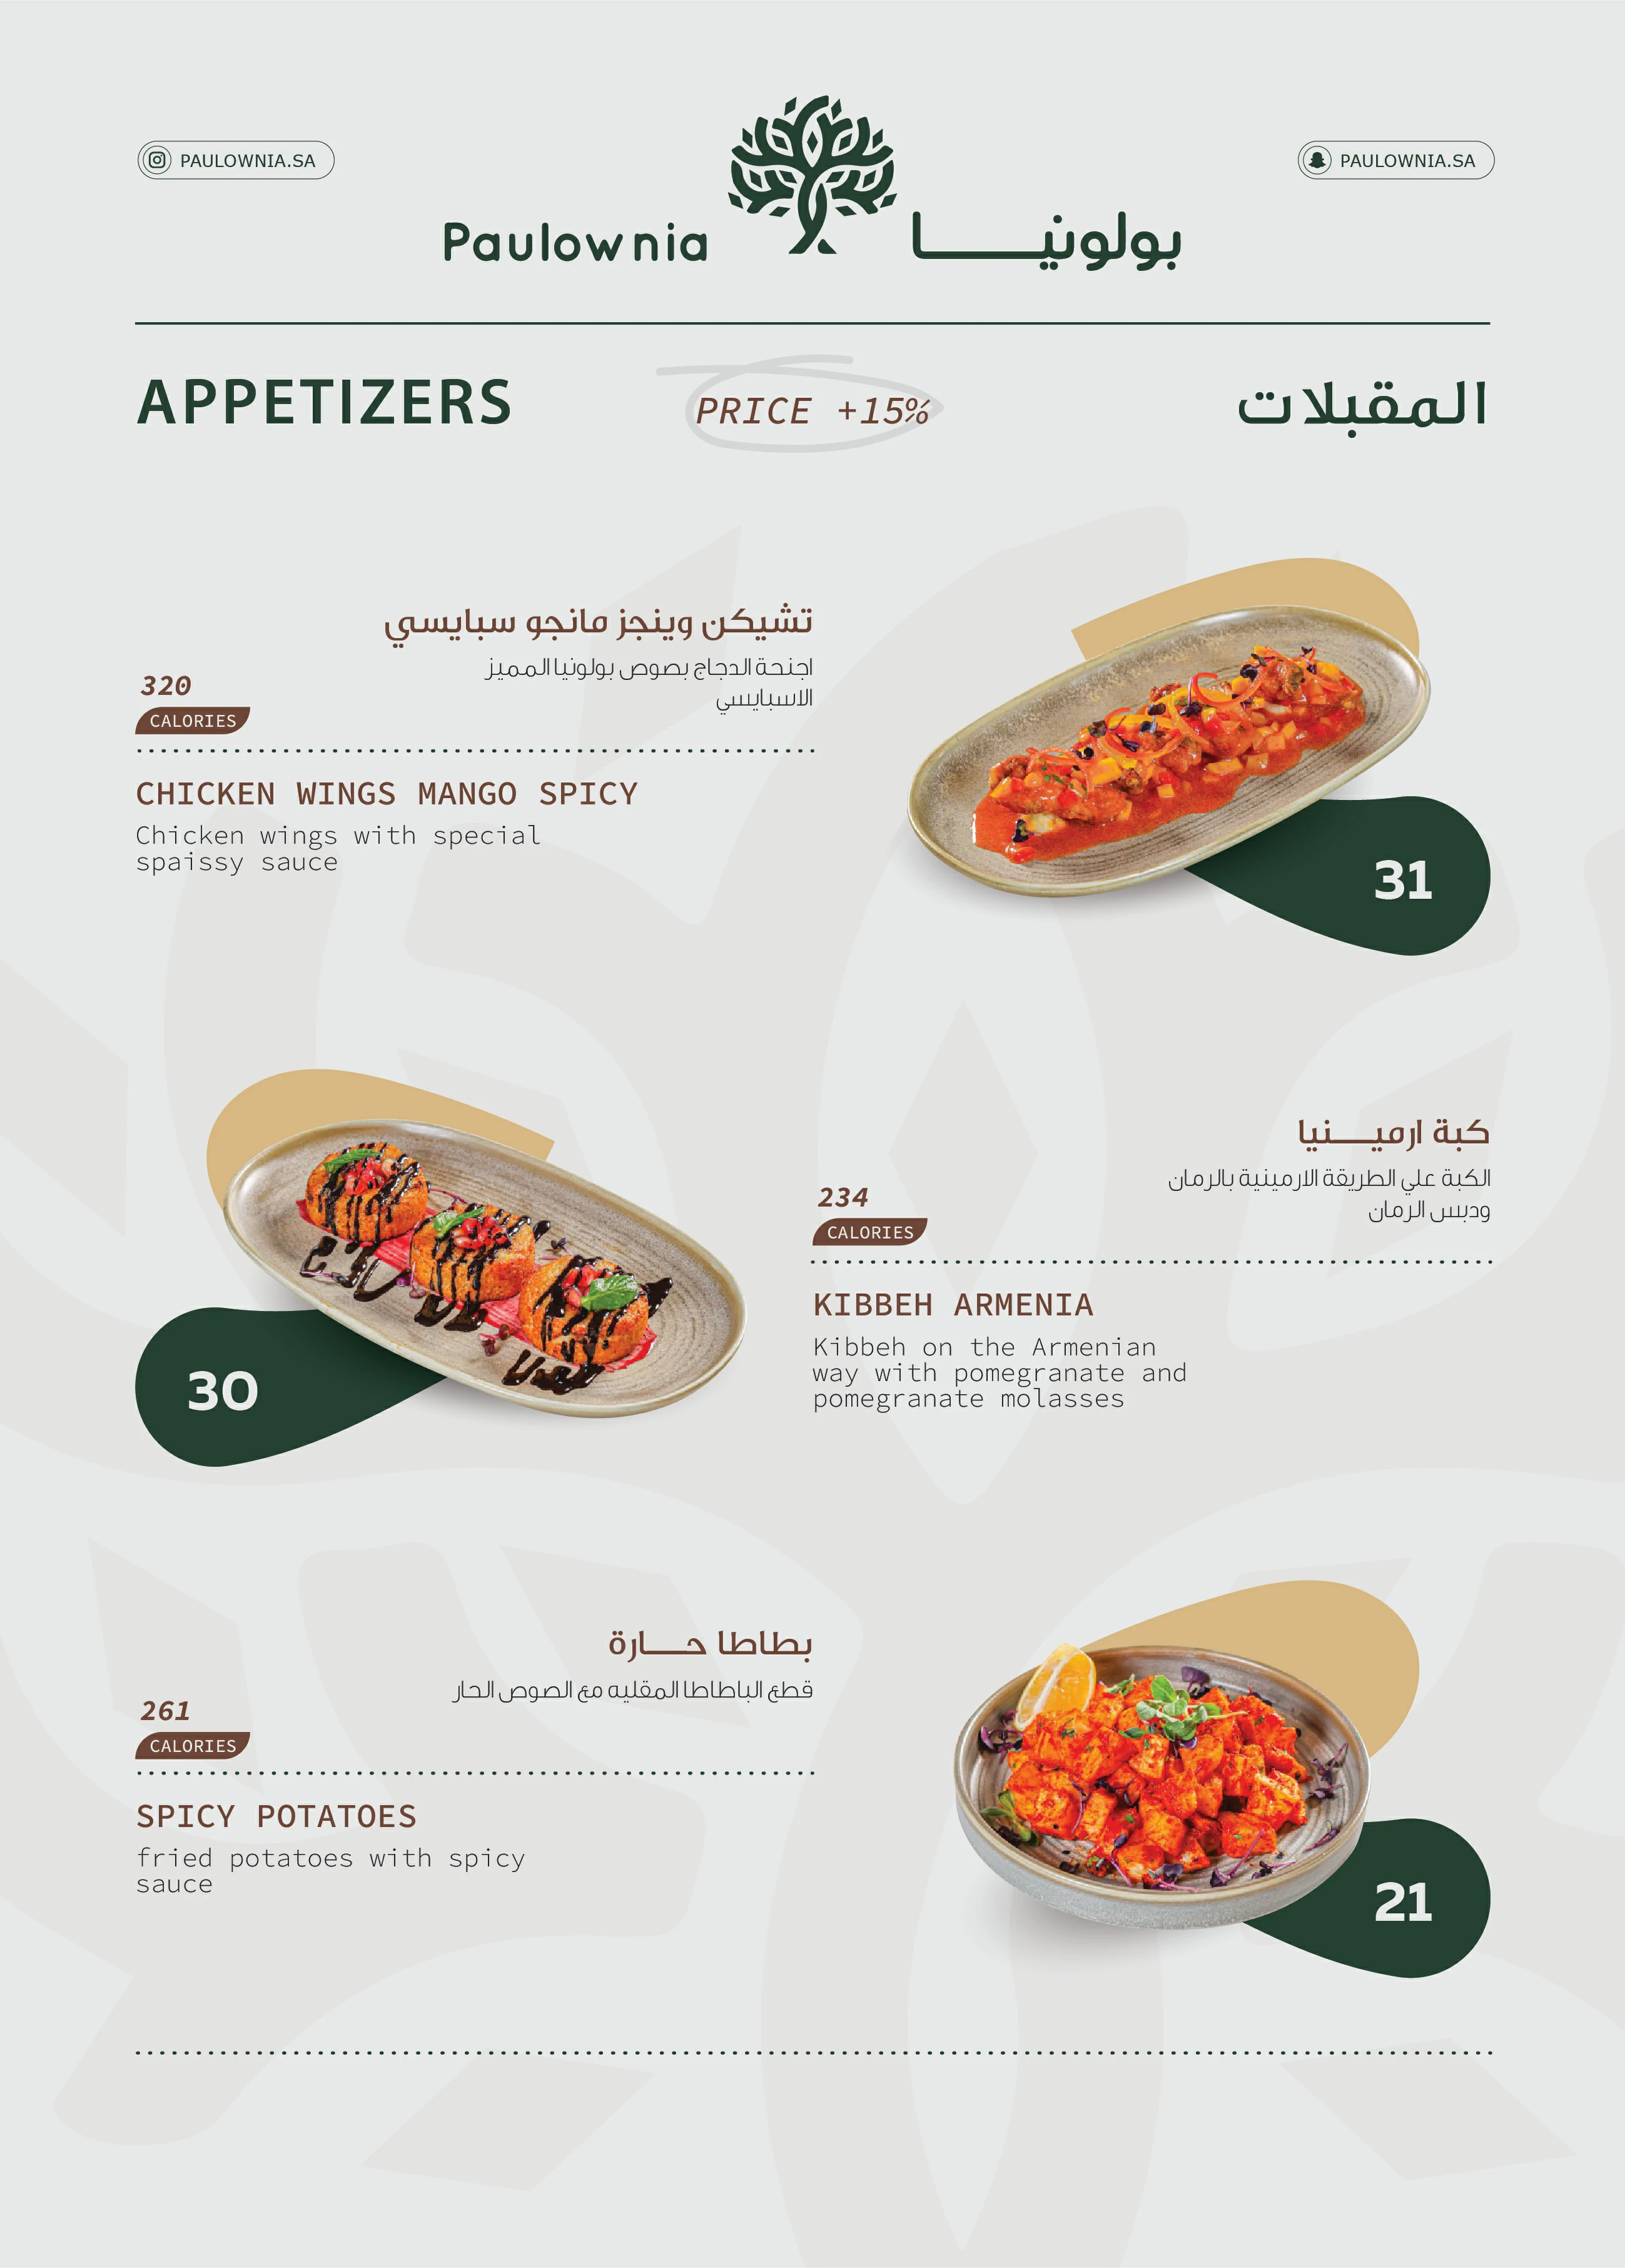 PAULOWNIA.SA
PAULOWNIA.SA
Paulownia
بولونيـــــا
APPETIZERS
PRICE +15%
المقبلات
تشيكن وينجز مانجو سبايسي
اجنحة الدجاج بصوص بولونيا المميز
الاسبايسي
320
CALORIES
CHICKEN WINGS MANGO SPICY
Chicken wings with special
spaissy sauce
31
كبة ارميـــنيا
الكبة علي الطريقة الارمينية بالرمان
ودبس الرمان
234
CALORIES
KIBBEH ARMENIA
Kibbeh on the Armenian
way with pomegranate and
pomegranate molasses
30
بطاطا حـــارة
قطع الباطاطا المقليه مع الصوص الحار
261
CALORIES
SPICY POTATOES
fried potatoes with spicy
sauce
21